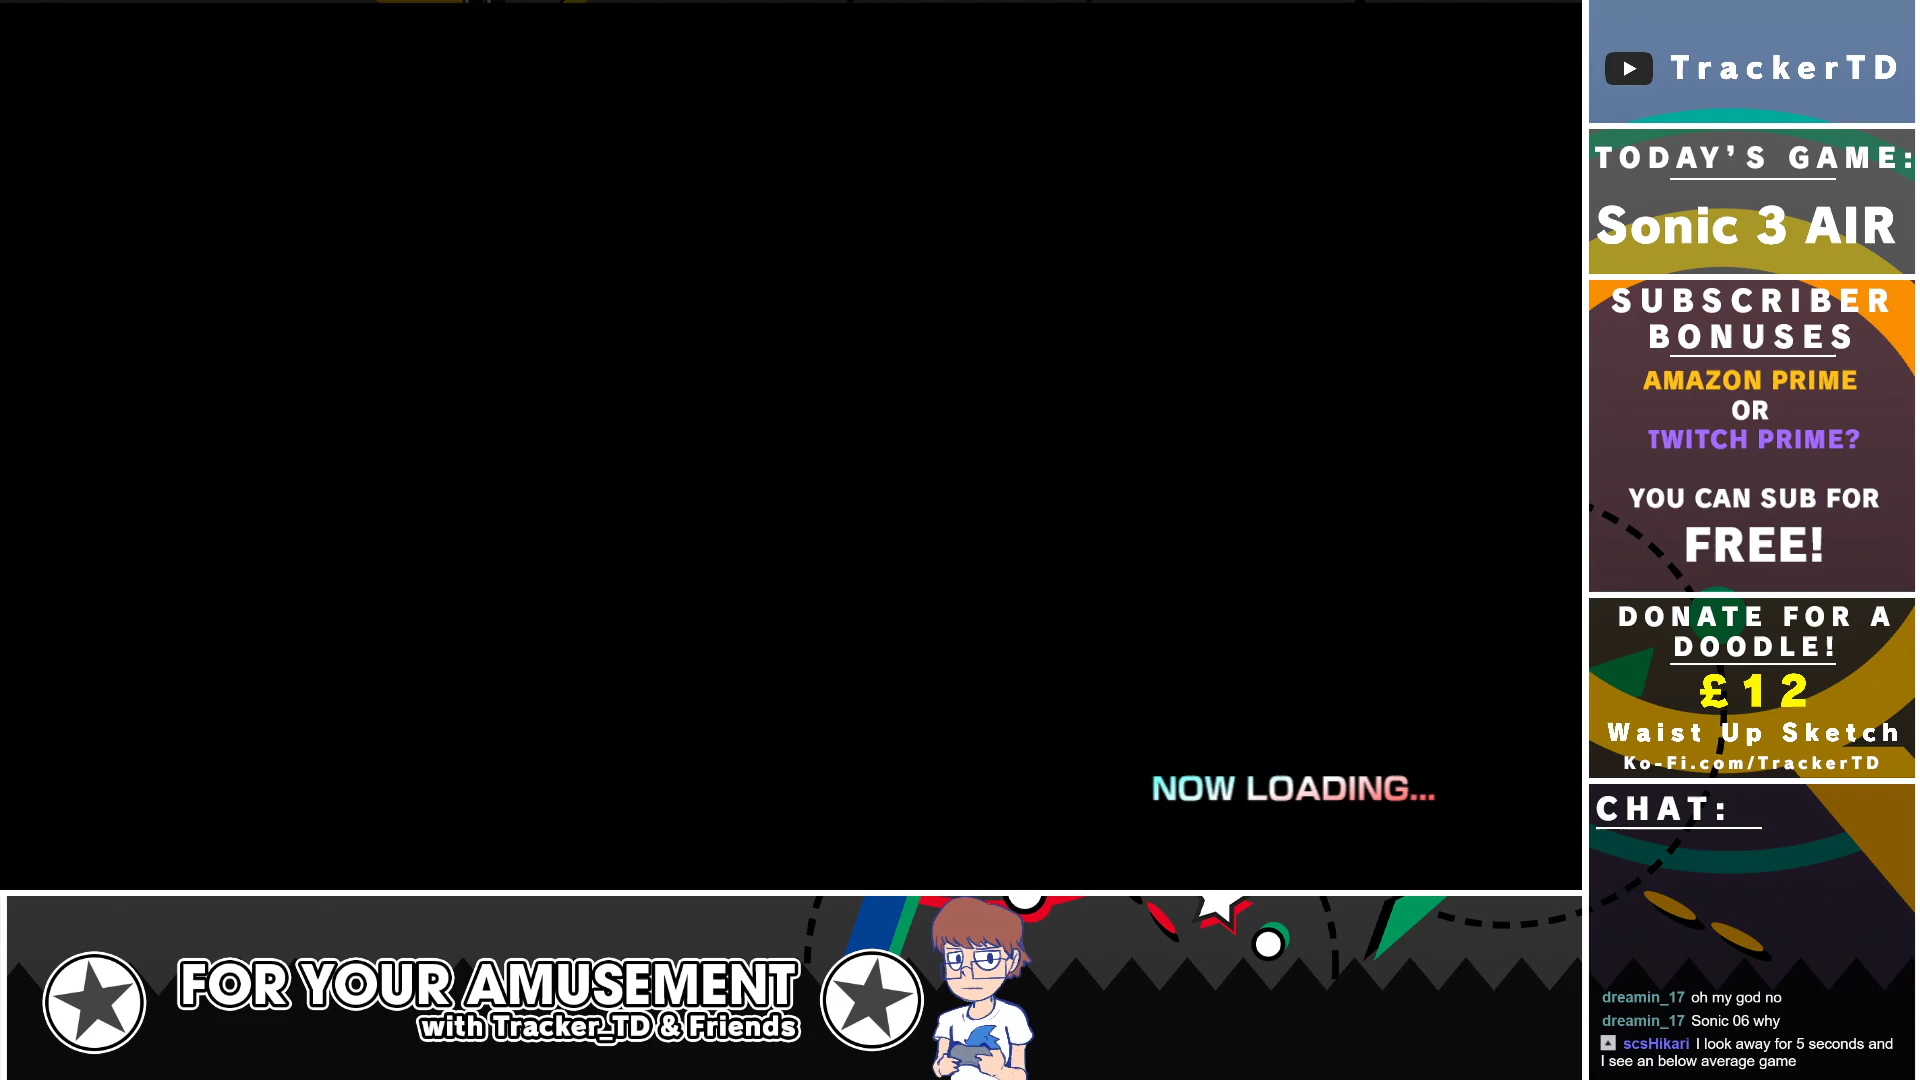 NOW LOADING...
TrackerTD
TODAY'S GAME:
Sonic 3 AIR
SUBSCRIBER
BONUSES
AMAZON PRIME
OR
TWITCH PRIME?
YOU CAN SUB FOR
FREE!
DONATE FOR A
DOODLE!
£12
Waist Up Sketch
Ko-Fi.com/TrackerTD
CHAT:
dreamin_17 oh my god no
dreamin_17 Sonic 06 why
scsHikari I look away for 5 seconds and
I see an below average game
FOR YOUR AMUSEMENT
with Tracker_TD & Friends